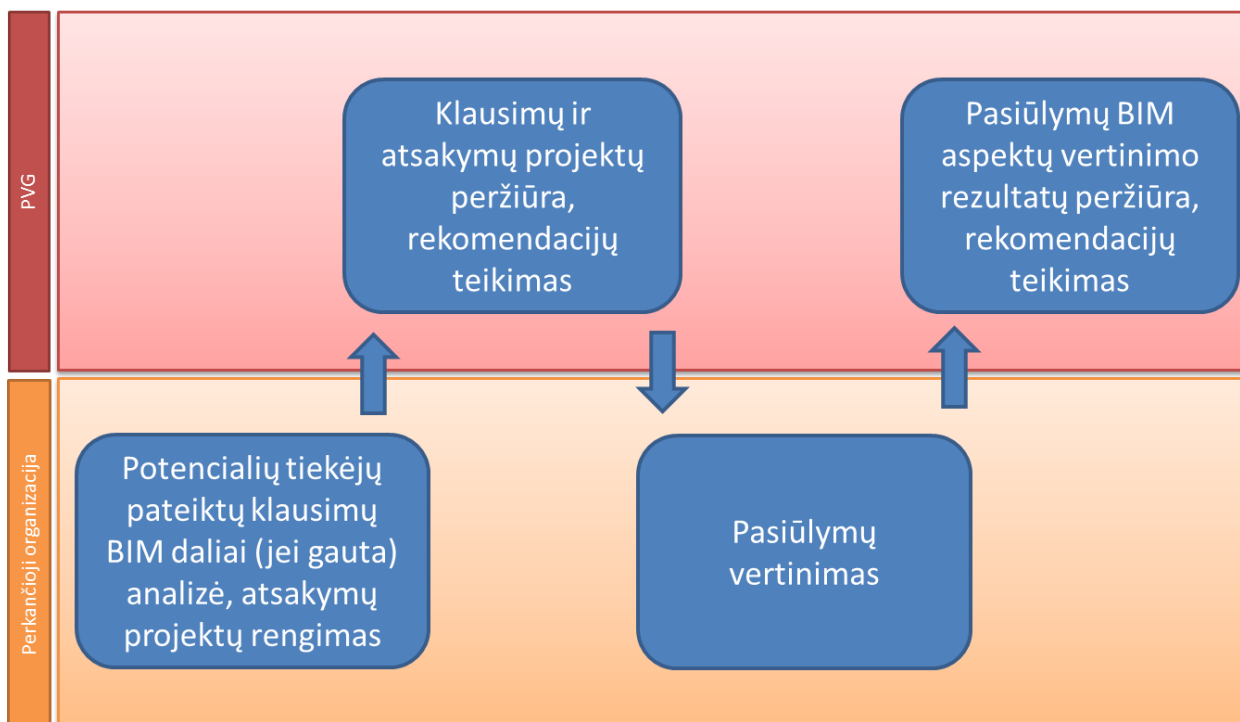 PVG
Klausimų ir
atsakymų projektų
peržiūra,
rekomendacijų
teikimas
Pasiūlymų BIM
aspektų vertinimo
rezultatų peržiūra,
rekomendacijų
teikimas
Perkančioji organizacija
Potencialių tiekėjų
pateiktų klausimų
BIM daliai (jei gauta)
analizė, atsakymų
projektų rengimas
Pasiūlymų
vertinimas